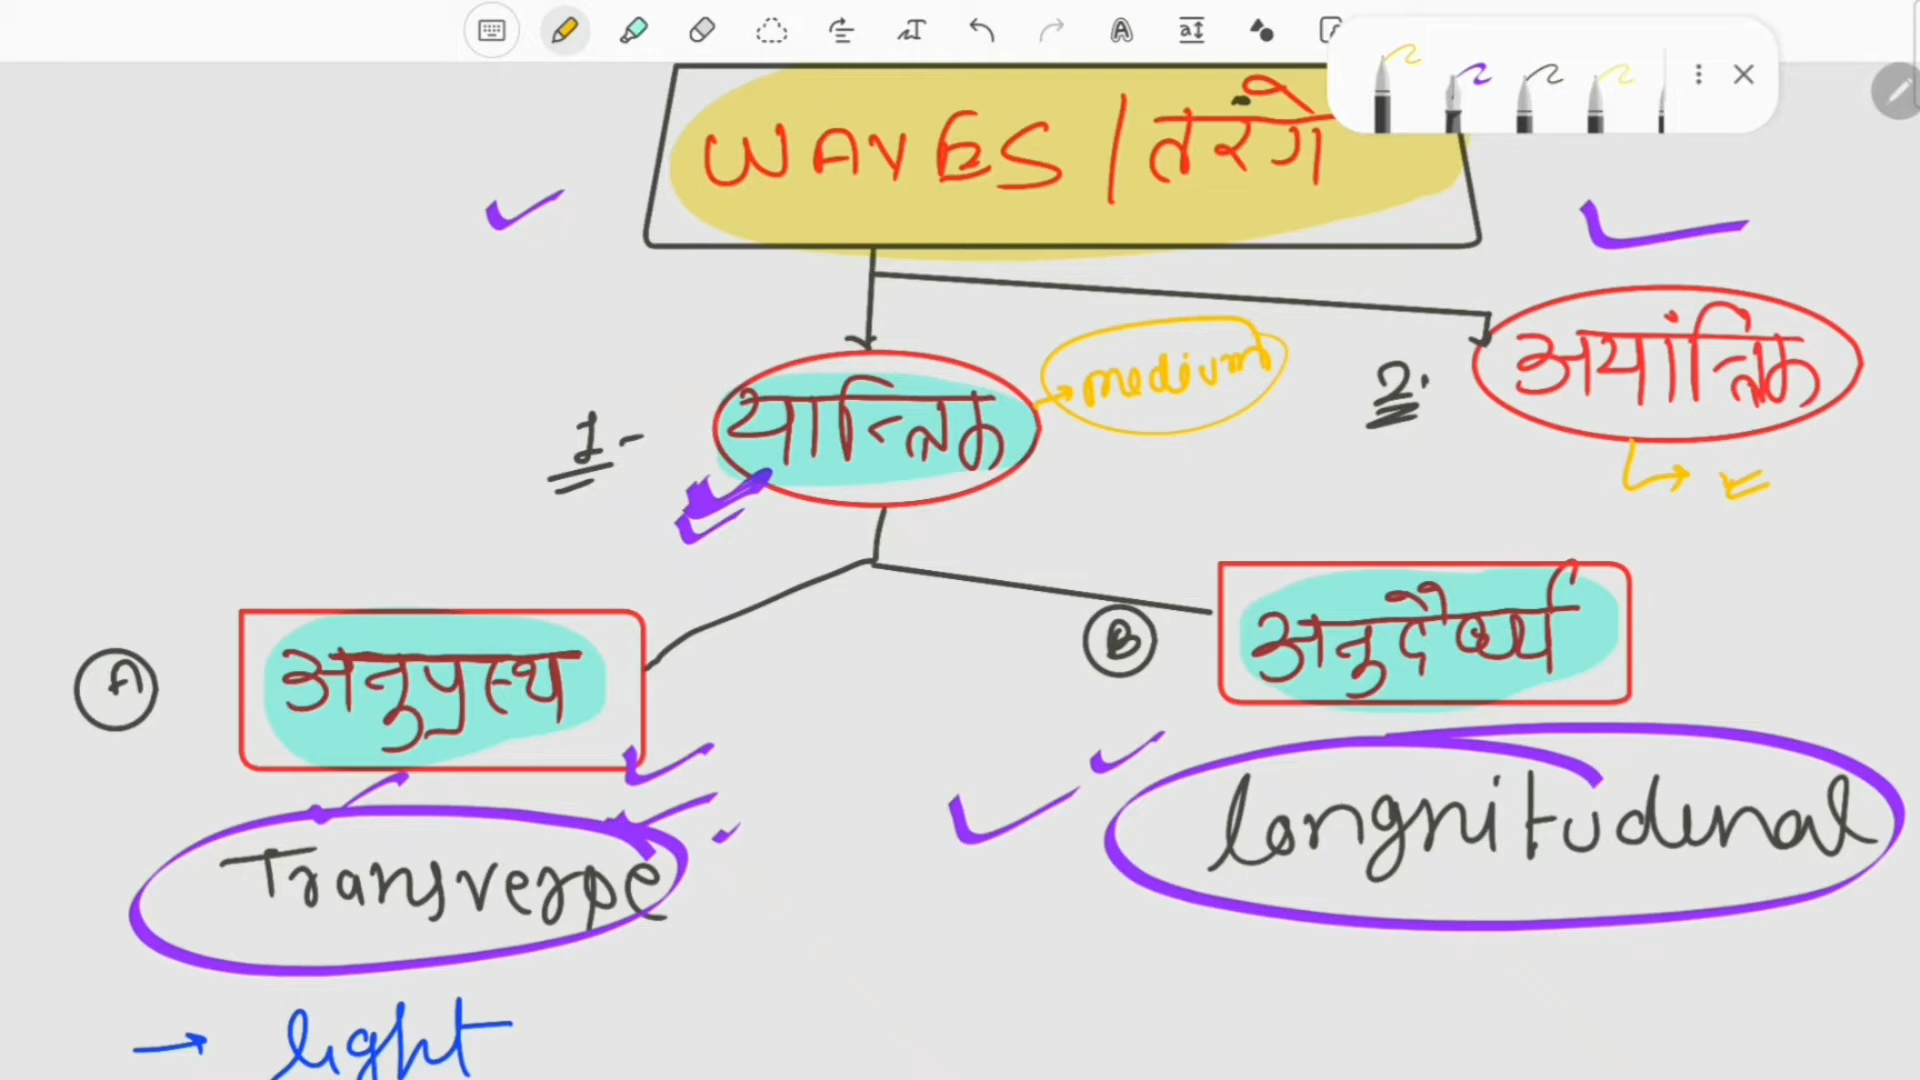 WAVES / तरंगे
1- यान्त्रिक → medium
2. अयांत्रिक
A अनुप्रस्थ
B अनुदैर्ध्य
Transverse
longnitudinal
→ light